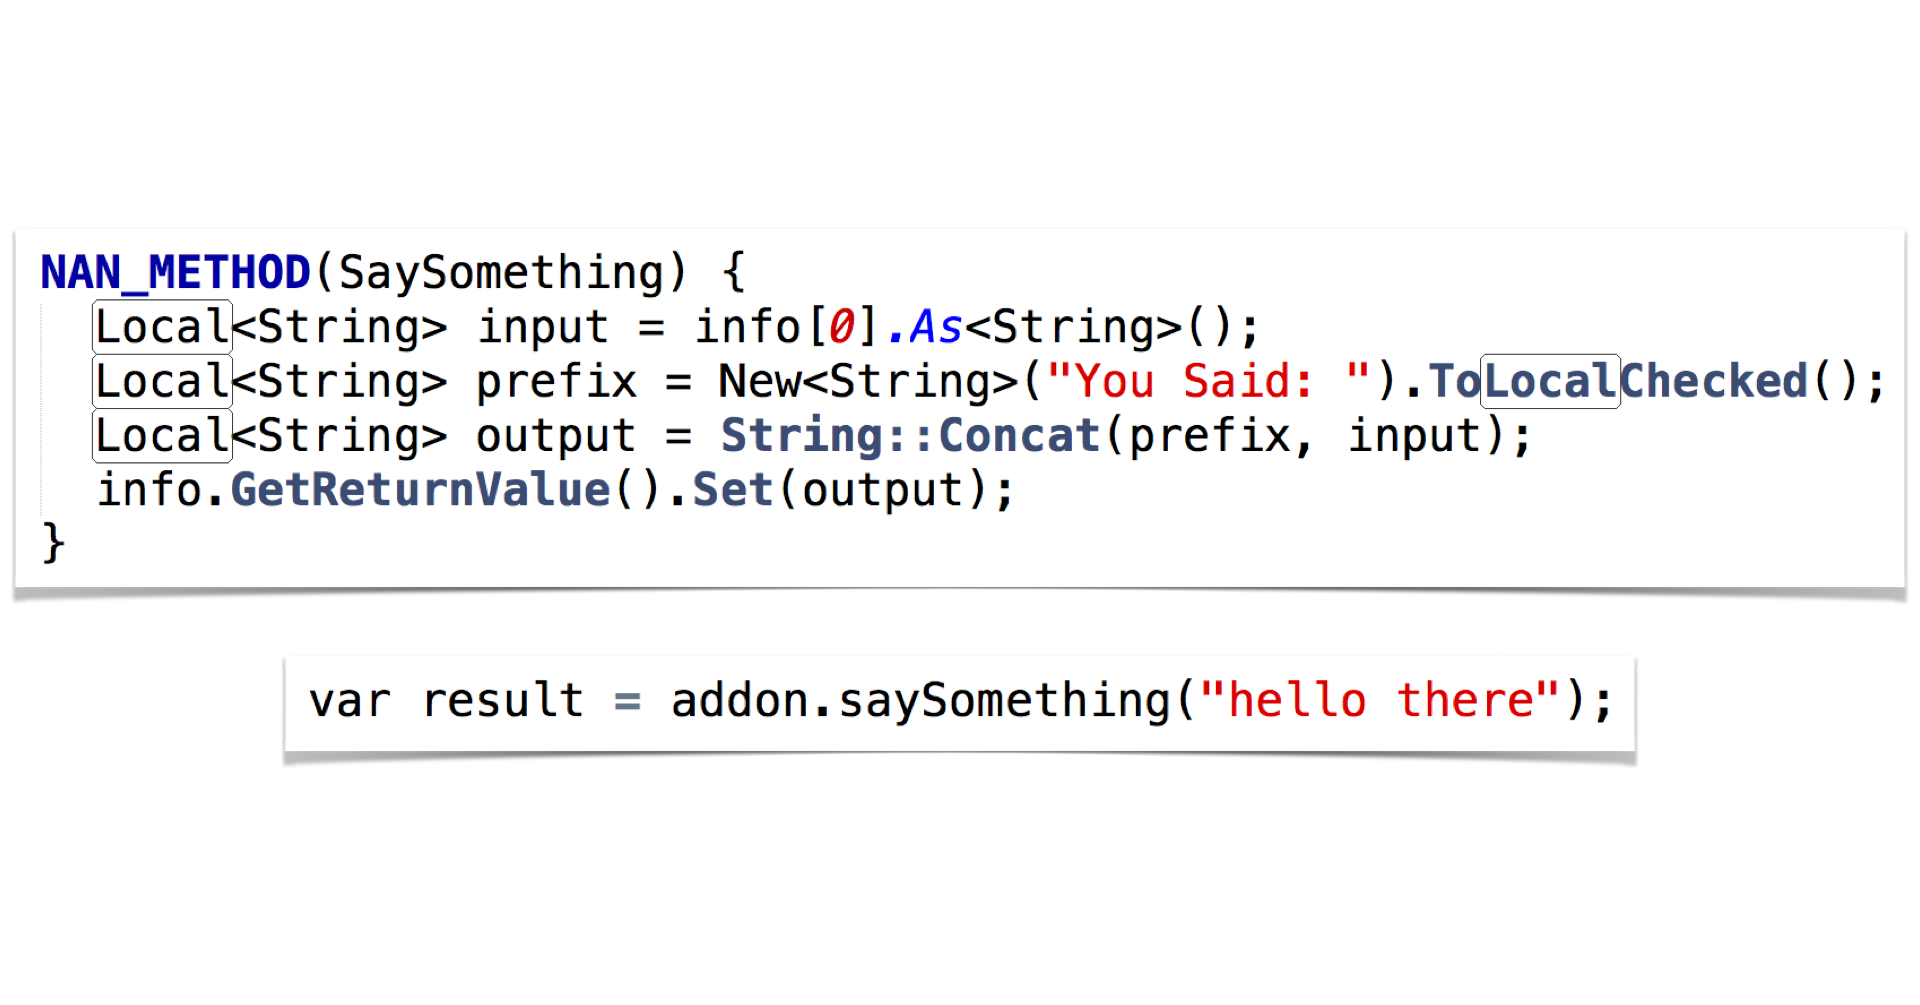 NAN_METHOD(SaySomething) {
  Local<String> input = info[0].As<String>();
  Local<String> prefix = New<String>("You Said: ").ToLocalChecked();
  Local<String> output = String::Concat(prefix, input);
  info.GetReturnValue().Set(output);
}
var result = addon.saySomething("hello there");